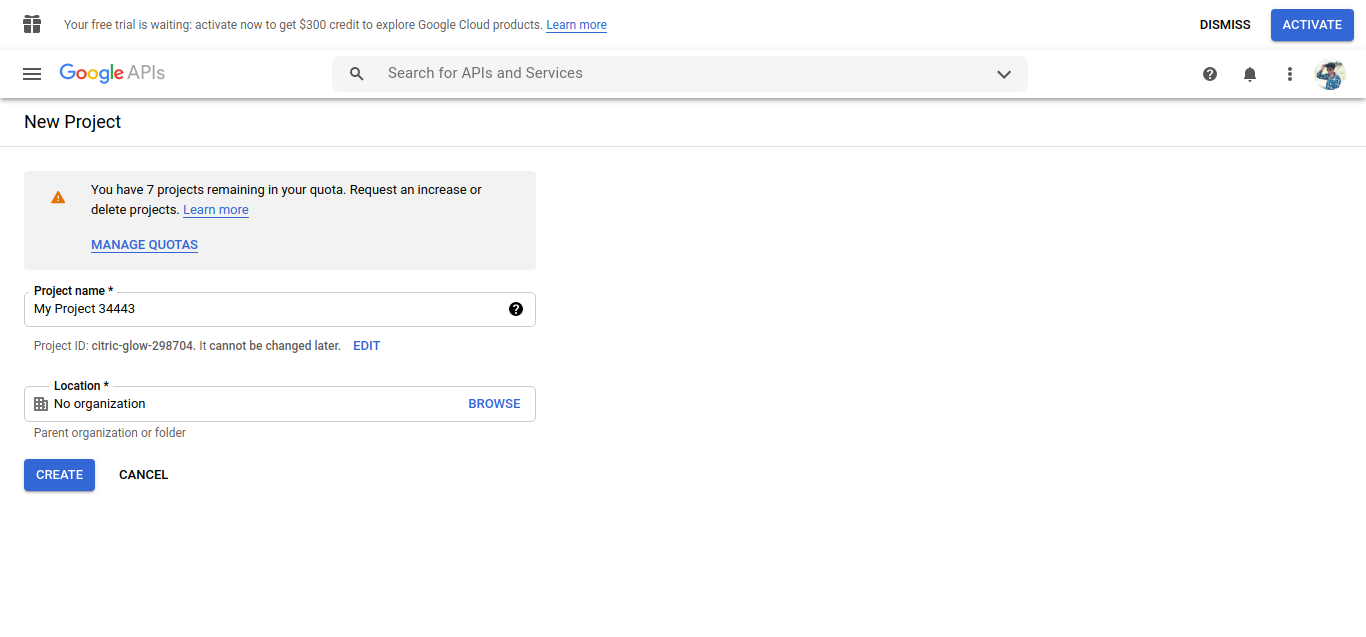 Your free trial is waiting: activate now to get $300 credit to explore Google Cloud products. Learn more
DISMISS
ACTIVATE
Google APIs
Search for APIs and Services
New Project
You have 7 projects remaining in your quota. Request an increase or
delete projects. Learn more
MANAGE QUOTAS
Project name *
My Project 34443
Project ID: citric-glow-298704. It cannot be changed later. EDIT
Location *
No organization
BROWSE
Parent organization or folder
CREATE
CANCEL